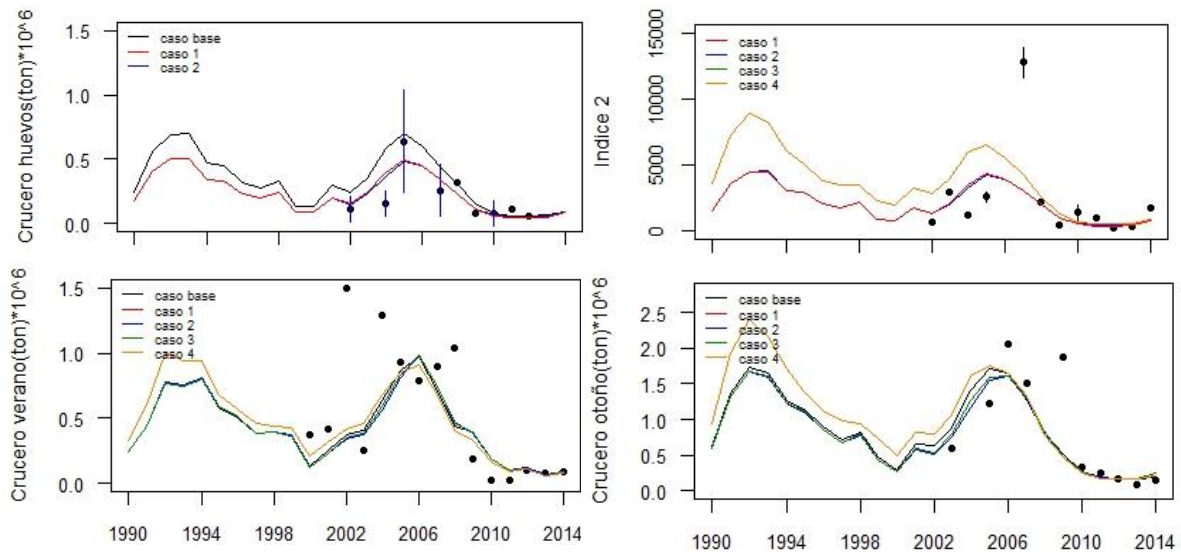 Crucero huevos(ton)*10^6
1.5
1.0
0.5
0.0
caso base
caso 1
caso 2
Indice 2
15000
10000
5000
0
caso 1
caso 2
caso 3
caso 4
Crucero verano(ton)*10^6
1.5
1.0
0.5
0.0
caso base
caso 1
caso 2
caso 3
caso 4
1990 1994 1998 2002 2006 2010 2014
Crucero otoño(ton)*10^6
2.5
2.0
1.5
1.0
0.5
0.0
caso base
caso 1
caso 2
caso 3
caso 4
1990 1994 1998 2002 2006 2010 2014